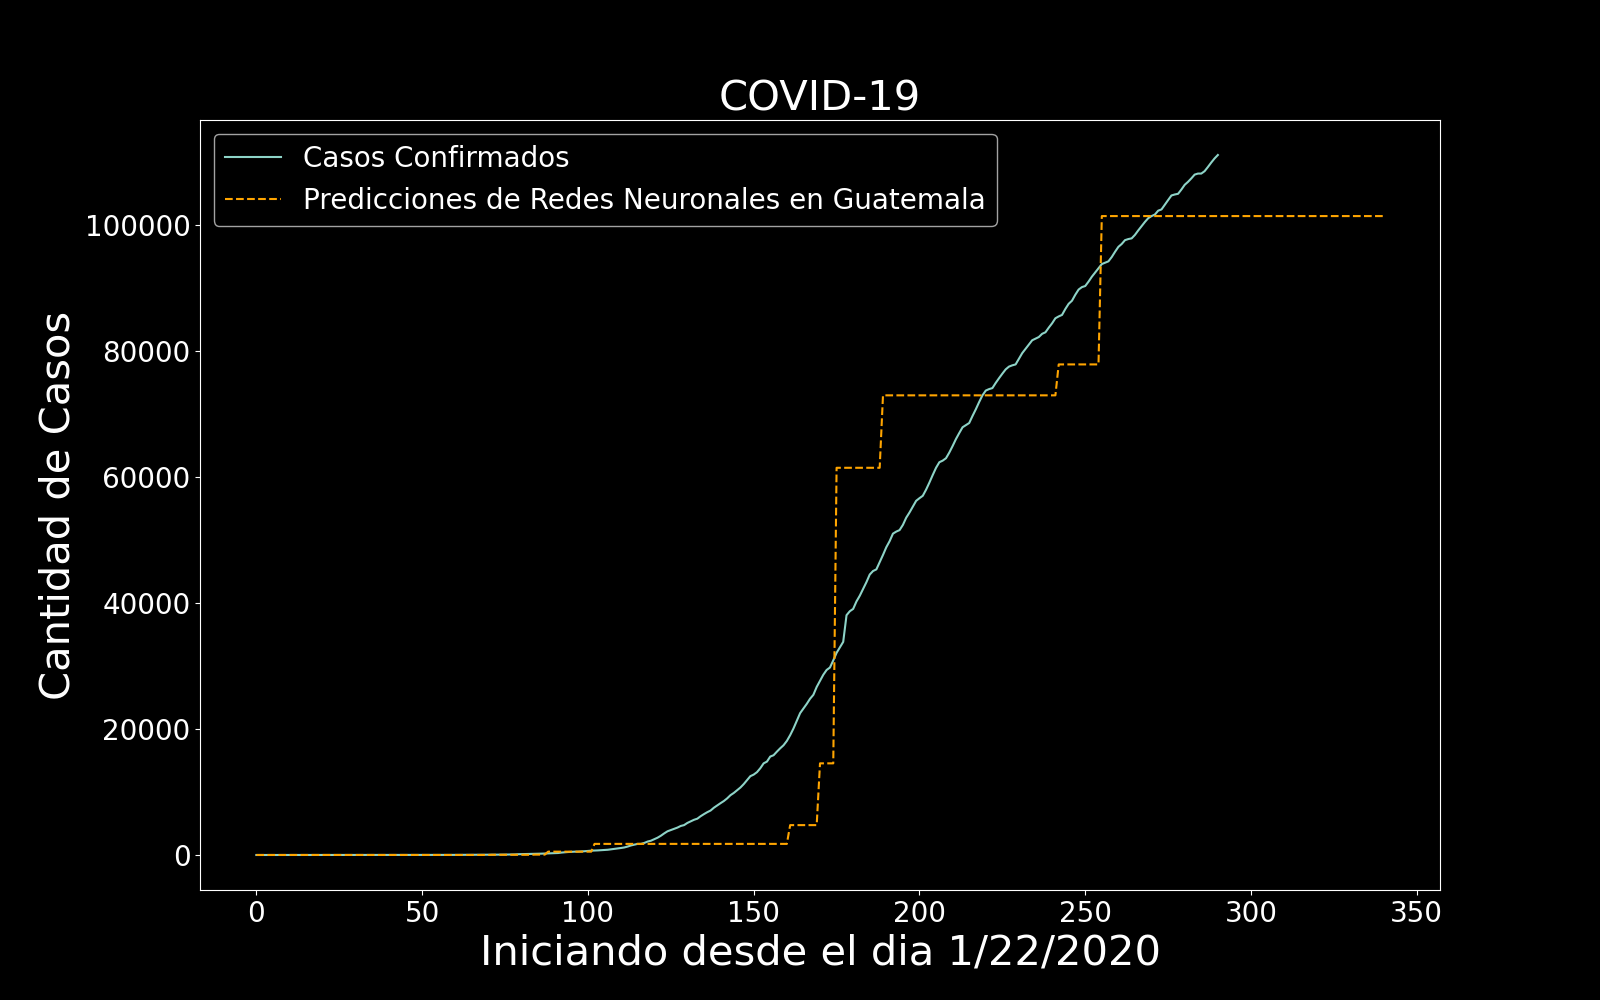 COVID-19
Casos Confirmados
Predicciones de Redes Neuronales en Guatemala
Cantidad de Casos
100000
80000
60000
40000
20000
0
0 50 100 150 200 250 300 350
Iniciando desde el dia 1/22/2020